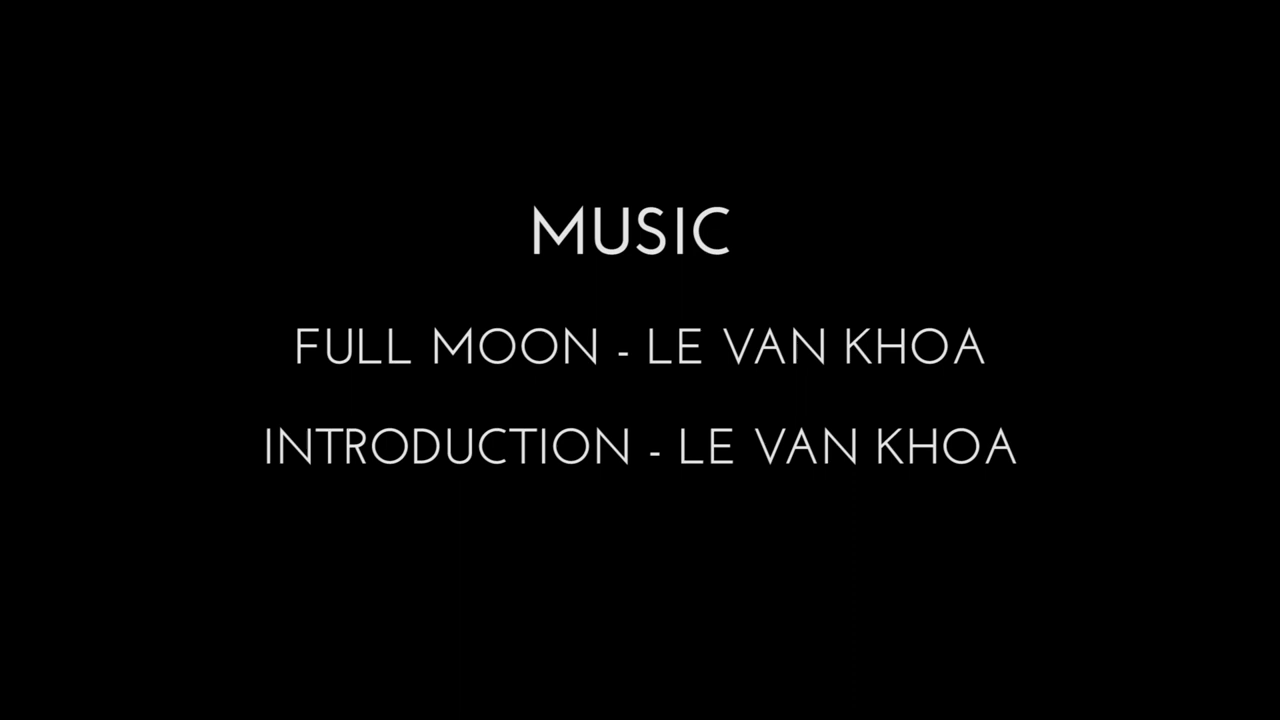 MUSIC
FULL MOON - LE VAN KHOA
INTRODUCTION - LE VAN KHOA